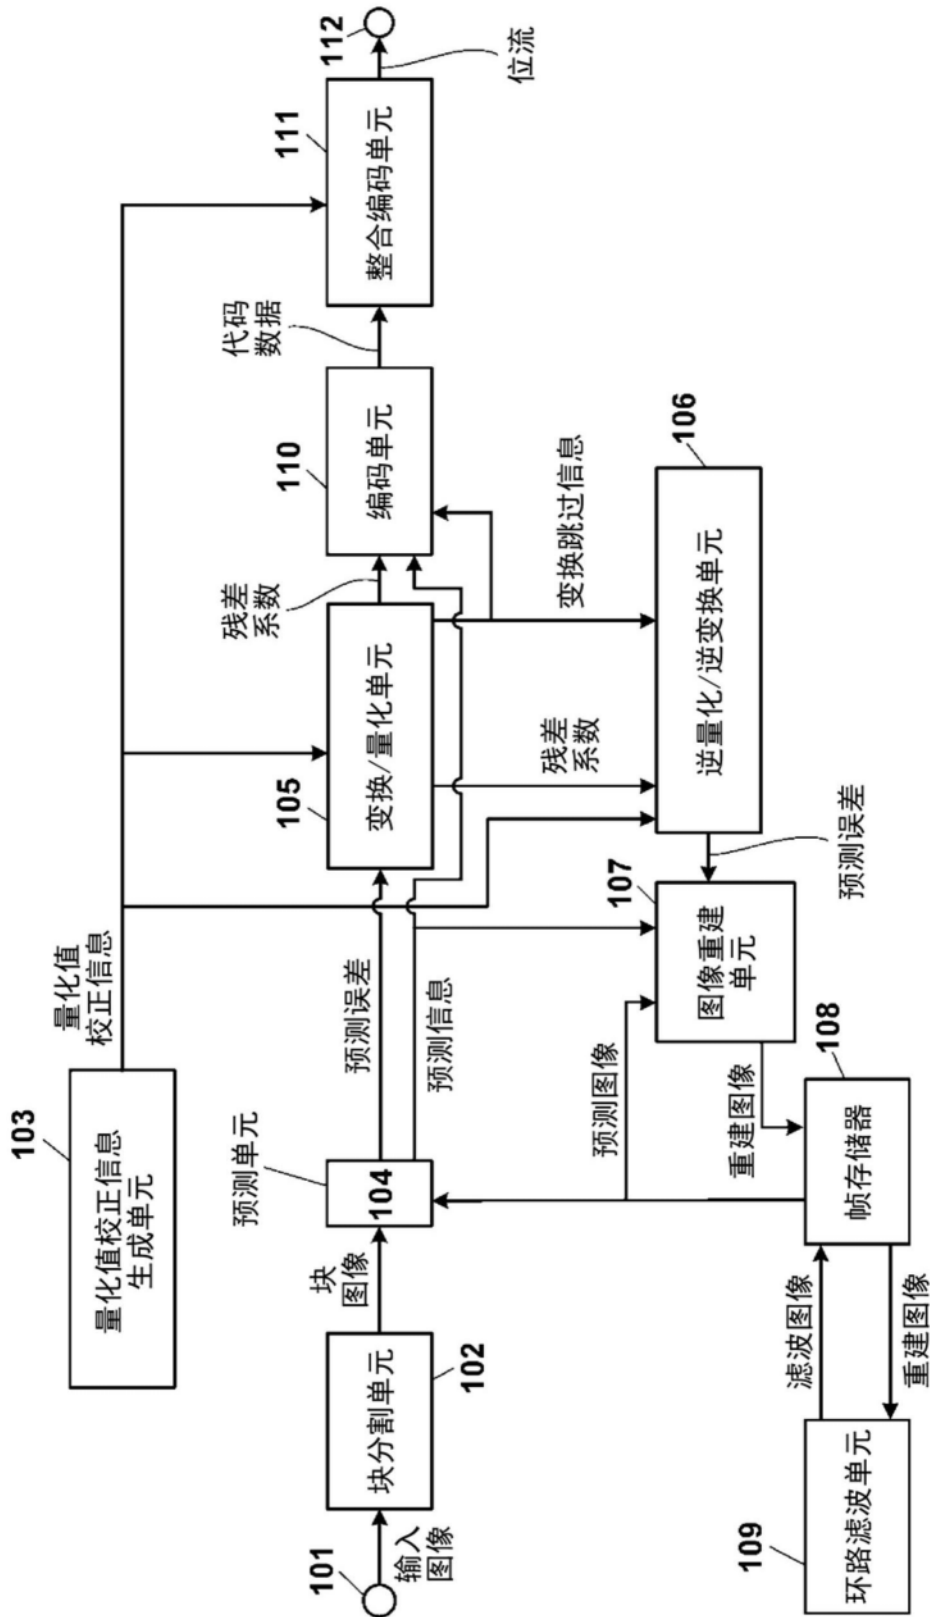 103
量化值校正信息
生成单元
量化值
校正信息
101
输入
图像
块分割单元
102
块
图像
预测单元
104
预测误差
预测信息
105
变换/量化单元
残差
系数
110
编码单元
代码
数据
111
整合编码单元
112
位流
残差
系数
变换跳过信息
106
逆量化/逆变换单元
预测误差
107
图像重建
单元
预测图像
重建图像
108
帧存储器
滤波图像
重建图像
109
环路滤波单元